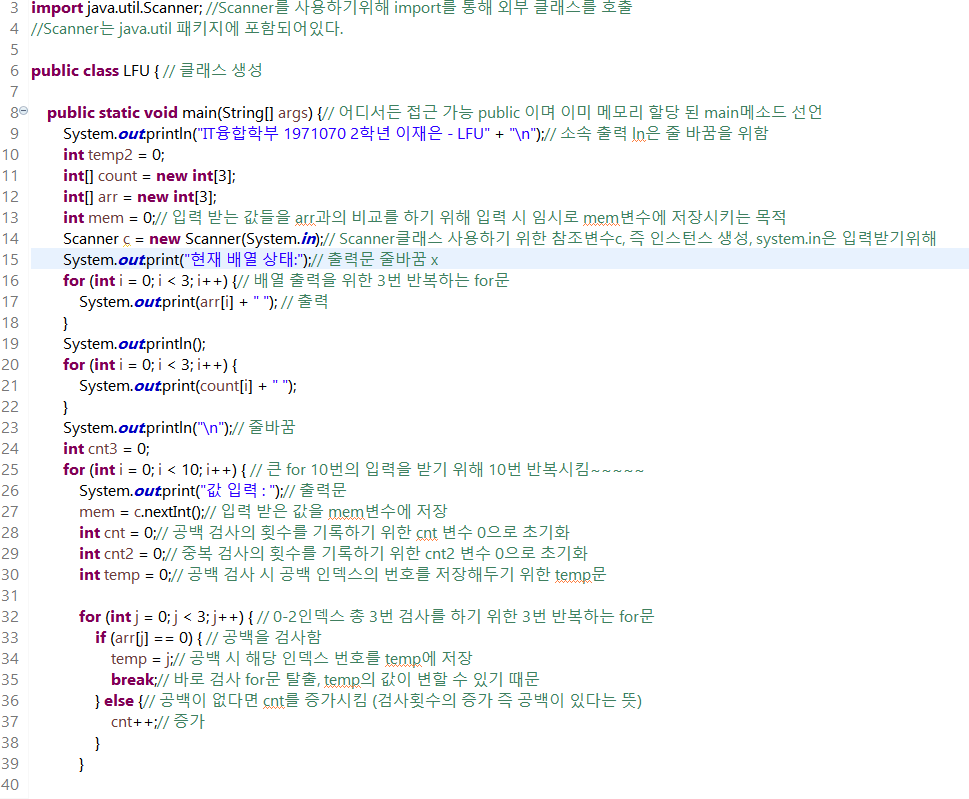 3 import java.util.Scanner; //Scanner를 사용하기위해 import를 통해 외부 클래스를 호출
4 //Scanner는 java.util 패키지에 포함되어있다.
5
6 public class LFU { // 클래스 생성
7
8 public static void main(String[] args) {// 어디서든 접근 가능 public 이며 이미 메모리 할당 된 main메소드 선언
9 System.out.println("IT융합학부 1971070 2학년 이재은 - LFU" + "\n");// 소속 출력 ln은 줄 바꿈을 위함
10 int temp2 = 0;
11 int[] count = new int[3];
12 int[] arr = new int[3];
13 int mem = 0;// 입력 받는 값들을 arr과의 비교를 하기 위해 입력 시 임시로 mem변수에 저장시키는 목적
14 Scanner c = new Scanner(System.in);// Scanner클래스 사용하기 위한 참조변수c, 즉 인스턴스 생성, system.in은 입력받기위해
15 System.out.print("현재 배열 상태:");// 출력문 줄바꿈 x
16 for (int i = 0; i < 3; i++) {// 배열 출력을 위한 3번 반복하는 for문
17 System.out.print(arr[i] + " "); // 출력
18 }
19 System.out.println();
20 for (int i = 0; i < 3; i++) {
21 System.out.print(count[i] + " ");
22 }
23 System.out.println("\n");// 줄바꿈
24 int cnt3 = 0;
25 for (int i = 0; i < 10; i++) { // 큰 for 10번의 입력을 받기 위해 10번 반복시킴~~~~~
26 System.out.print("값 입력 : ");// 출력문
27 mem = c.nextInt();// 입력 받은 값을 mem변수에 저장
28 int cnt = 0;// 공백 검사의 횟수를 기록하기 위한 cnt 변수 0으로 초기화
29 int cnt2 = 0;// 중복 검사의 횟수를 기록하기 위한 cnt2 변수 0으로 초기화
30 int temp = 0;// 공백 검사 시 공백 인덱스의 번호를 저장해두기 위한 temp문
31
32 for (int j = 0; j < 3; j++) { // 0-2인덱스 총 3번 검사를 하기 위한 3번 반복하는 for문
33 if (arr[j] == 0) { // 공백을 검사함
34 temp = j;// 공백 시 해당 인덱스 번호를 temp에 저장
35 break;// 바로 검사 for문 탈출, temp의 값이 변할 수 있기 때문
36 } else {// 공백이 없다면 cnt를 증가시킴 (검사횟수의 증가 즉 공백이 있다는 뜻)
37 cnt++;// 증가
38 }
39 }
40